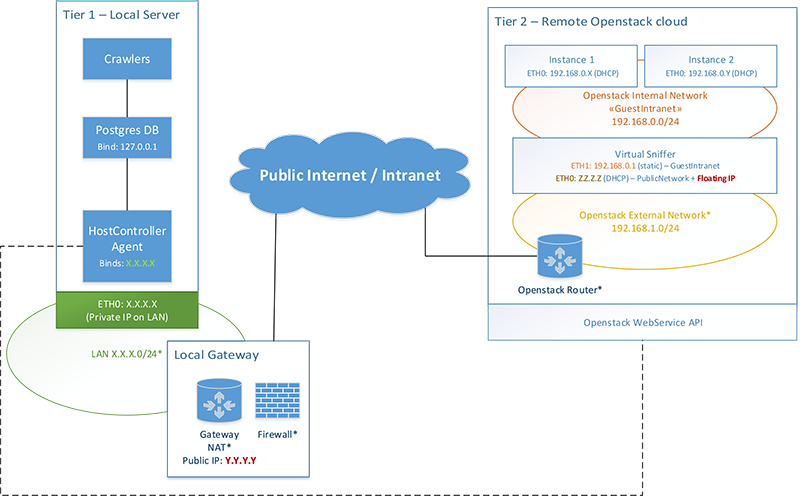 Tier 1 – Local Server
Crawlers
Postgres DB
Bind: 127.0.0.1
HostController
Agent
Binds: X.X.X.X
ETH0: X.X.X.X
(Private IP on LAN)
LAN X.X.X.0/24*
Local Gateway
Gateway
NAT*
Firewall*
Public IP: Y.Y.Y.Y
Public Internet / Intranet
Tier 2 – Remote Openstack cloud
Instance 1
ETH0: 192.168.0.X (DHCP)
Instance 2
ETH0: 192.168.0.Y (DHCP)
Openstack Internal Network
«GuestIntranet»
192.168.0.0/24
Virtual Sniffer
ETH1: 192.168.0.1 (static) – GuestIntranet
ETH0: Z.Z.Z.Z (DHCP) – PublicNetwork + Floating IP
Openstack External Network*
192.168.1.0/24
Openstack Router*
Openstack WebService API